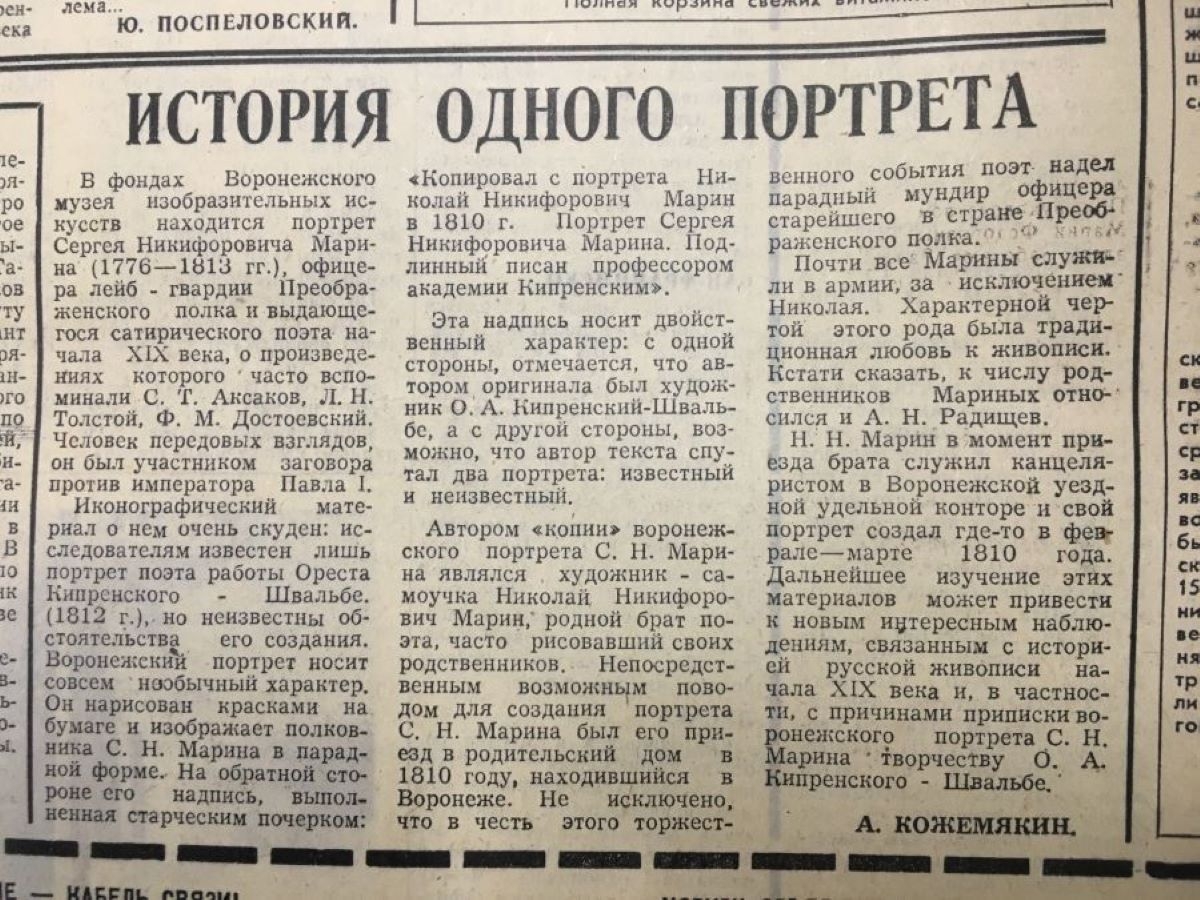 лема...
Ю. ПОСПЕЛОВСКИЙ.
Полная корзина свежих
ИСТОРИЯ ОДНОГО ПОРТРЕТА
В фондах Воронежского
музея изобразительных ис-
кусств находится портрет
Сергея Никифоровича Мари-
на (1776—1813 гг.), офице-
ра лейб - гвардии Преобра-
женского полка и выдающе-
гося сатирического поэта на-
чала XIX века, о произведе-
ниях которого часто вспо-
минали С. Т. Аксаков, Л. Н.
Толстой, Ф. М. Достоевский.
Человек передовых взглядов,
он был участником заговора
против императора Павла I.
Иконографический мате-
риал о нем очень скуден: ис-
следователям известен лишь
портрет поэта работы Ореста
Кипренского - Швальбе.
(1812 г.), но неизвестны об-
стоятельства его создания.
Воронежский портрет носит
совсем необычный характер.
Он нарисован красками на
бумаге и изображает полков-
ника С. Н. Марина в парад-
ной форме. На обратной сто-
роне его надпись, выпол-
ненная старческим почерком:
«Копировал с портрета Ни-
колай Никифорович Марин
в 1810 г. Портрет Сергея
Никифоровича Марина. Под-
линный писан профессором
академии Кипренским».
Эта надпись носит двойст-
венный характер: с одной
стороны, отмечается, что ав-
тором оригинала был худож-
ник О. А. Кипренский-Шваль-
бе, а с другой стороны, воз-
можно, что автор текста спу-
тал два портрета: известный
и неизвестный.
Автором «копии» воронеж-
ского портрета С. Н. Мари-
на являлся художник - са-
моучка Николай Никифоро-
вич Марин, родной брат по-
эта, часто рисовавший своих
родственников. Непосредст-
венным возможным пово-
дом для создания портрета
С. Н. Марина был его при-
езд в родительский дом в
1810 году, находившийся в
Воронеже. Не исключено,
что в честь этого торжест-
венного события поэт надел
парадный мундир офицера
старейшего в стране Преоб-
раженского полка.
Почти все Марины служи-
ли в армии, за исключением
Николая. Характерной чер-
той этого рода была тради-
ционная любовь к живописи.
Кстати сказать, к числу род-
ственников Мариных отно-
сился и А. Н. Радищев.
Н. Н. Марин в момент при-
езда брата служил канцеля-
ристом в Воронежской уезд-
ной удельной конторе и свой
портрет создал где-то в фев-
рале—марте 1810 года.
Дальнейшее изучение этих
материалов может привести
к новым интересным наблю-
дениям, связанным с истори-
ей русской живописи на-
чала XIX века и, в частнос-
ти, с причинами приписки во-
ронежского портрета С. Н.
Марина творчеству О. А.
Кипренского - Швальбе.
А. КОЖЕМЯКИН.
— КАБЕЛЬ СВЯЗИ!